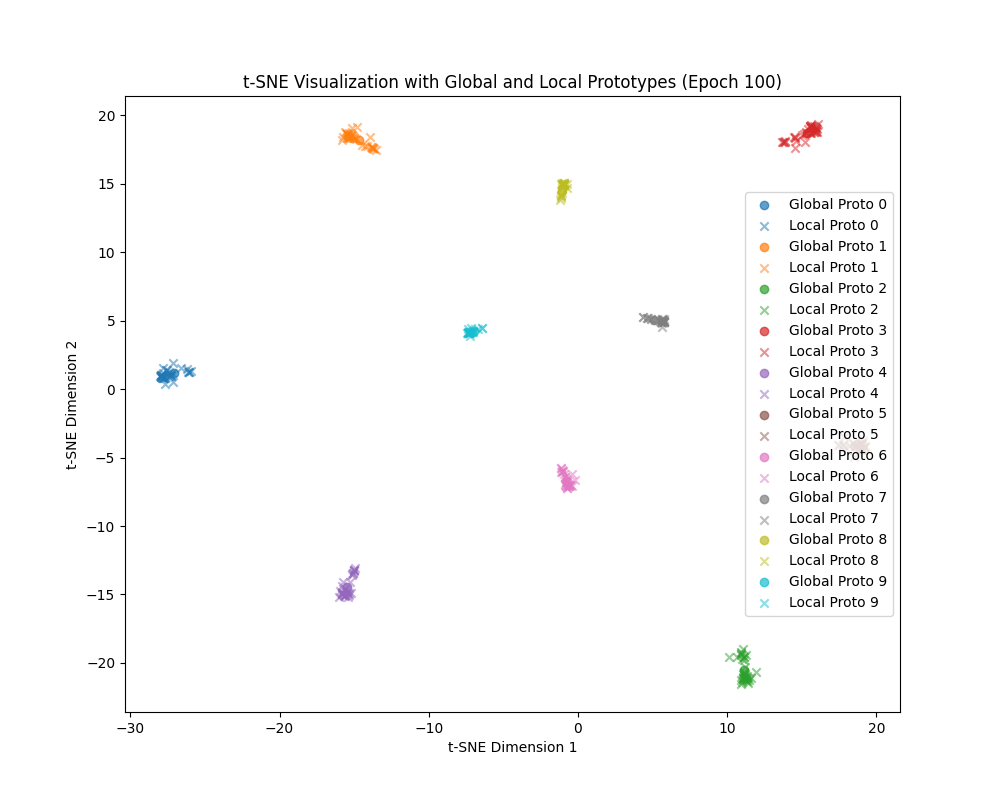 t-SNE Visualization with Global and Local Prototypes (Epoch 100)
20
15
10
5
0
−5
−10
−15
−20
t-SNE Dimension 2
−30
−20
−10
0
10
20
t-SNE Dimension 1
Global Proto 0
Local Proto 0
Global Proto 1
Local Proto 1
Global Proto 2
Local Proto 2
Global Proto 3
Local Proto 3
Global Proto 4
Local Proto 4
Global Proto 5
Local Proto 5
Global Proto 6
Local Proto 6
Global Proto 7
Local Proto 7
Global Proto 8
Local Proto 8
Global Proto 9
Local Proto 9